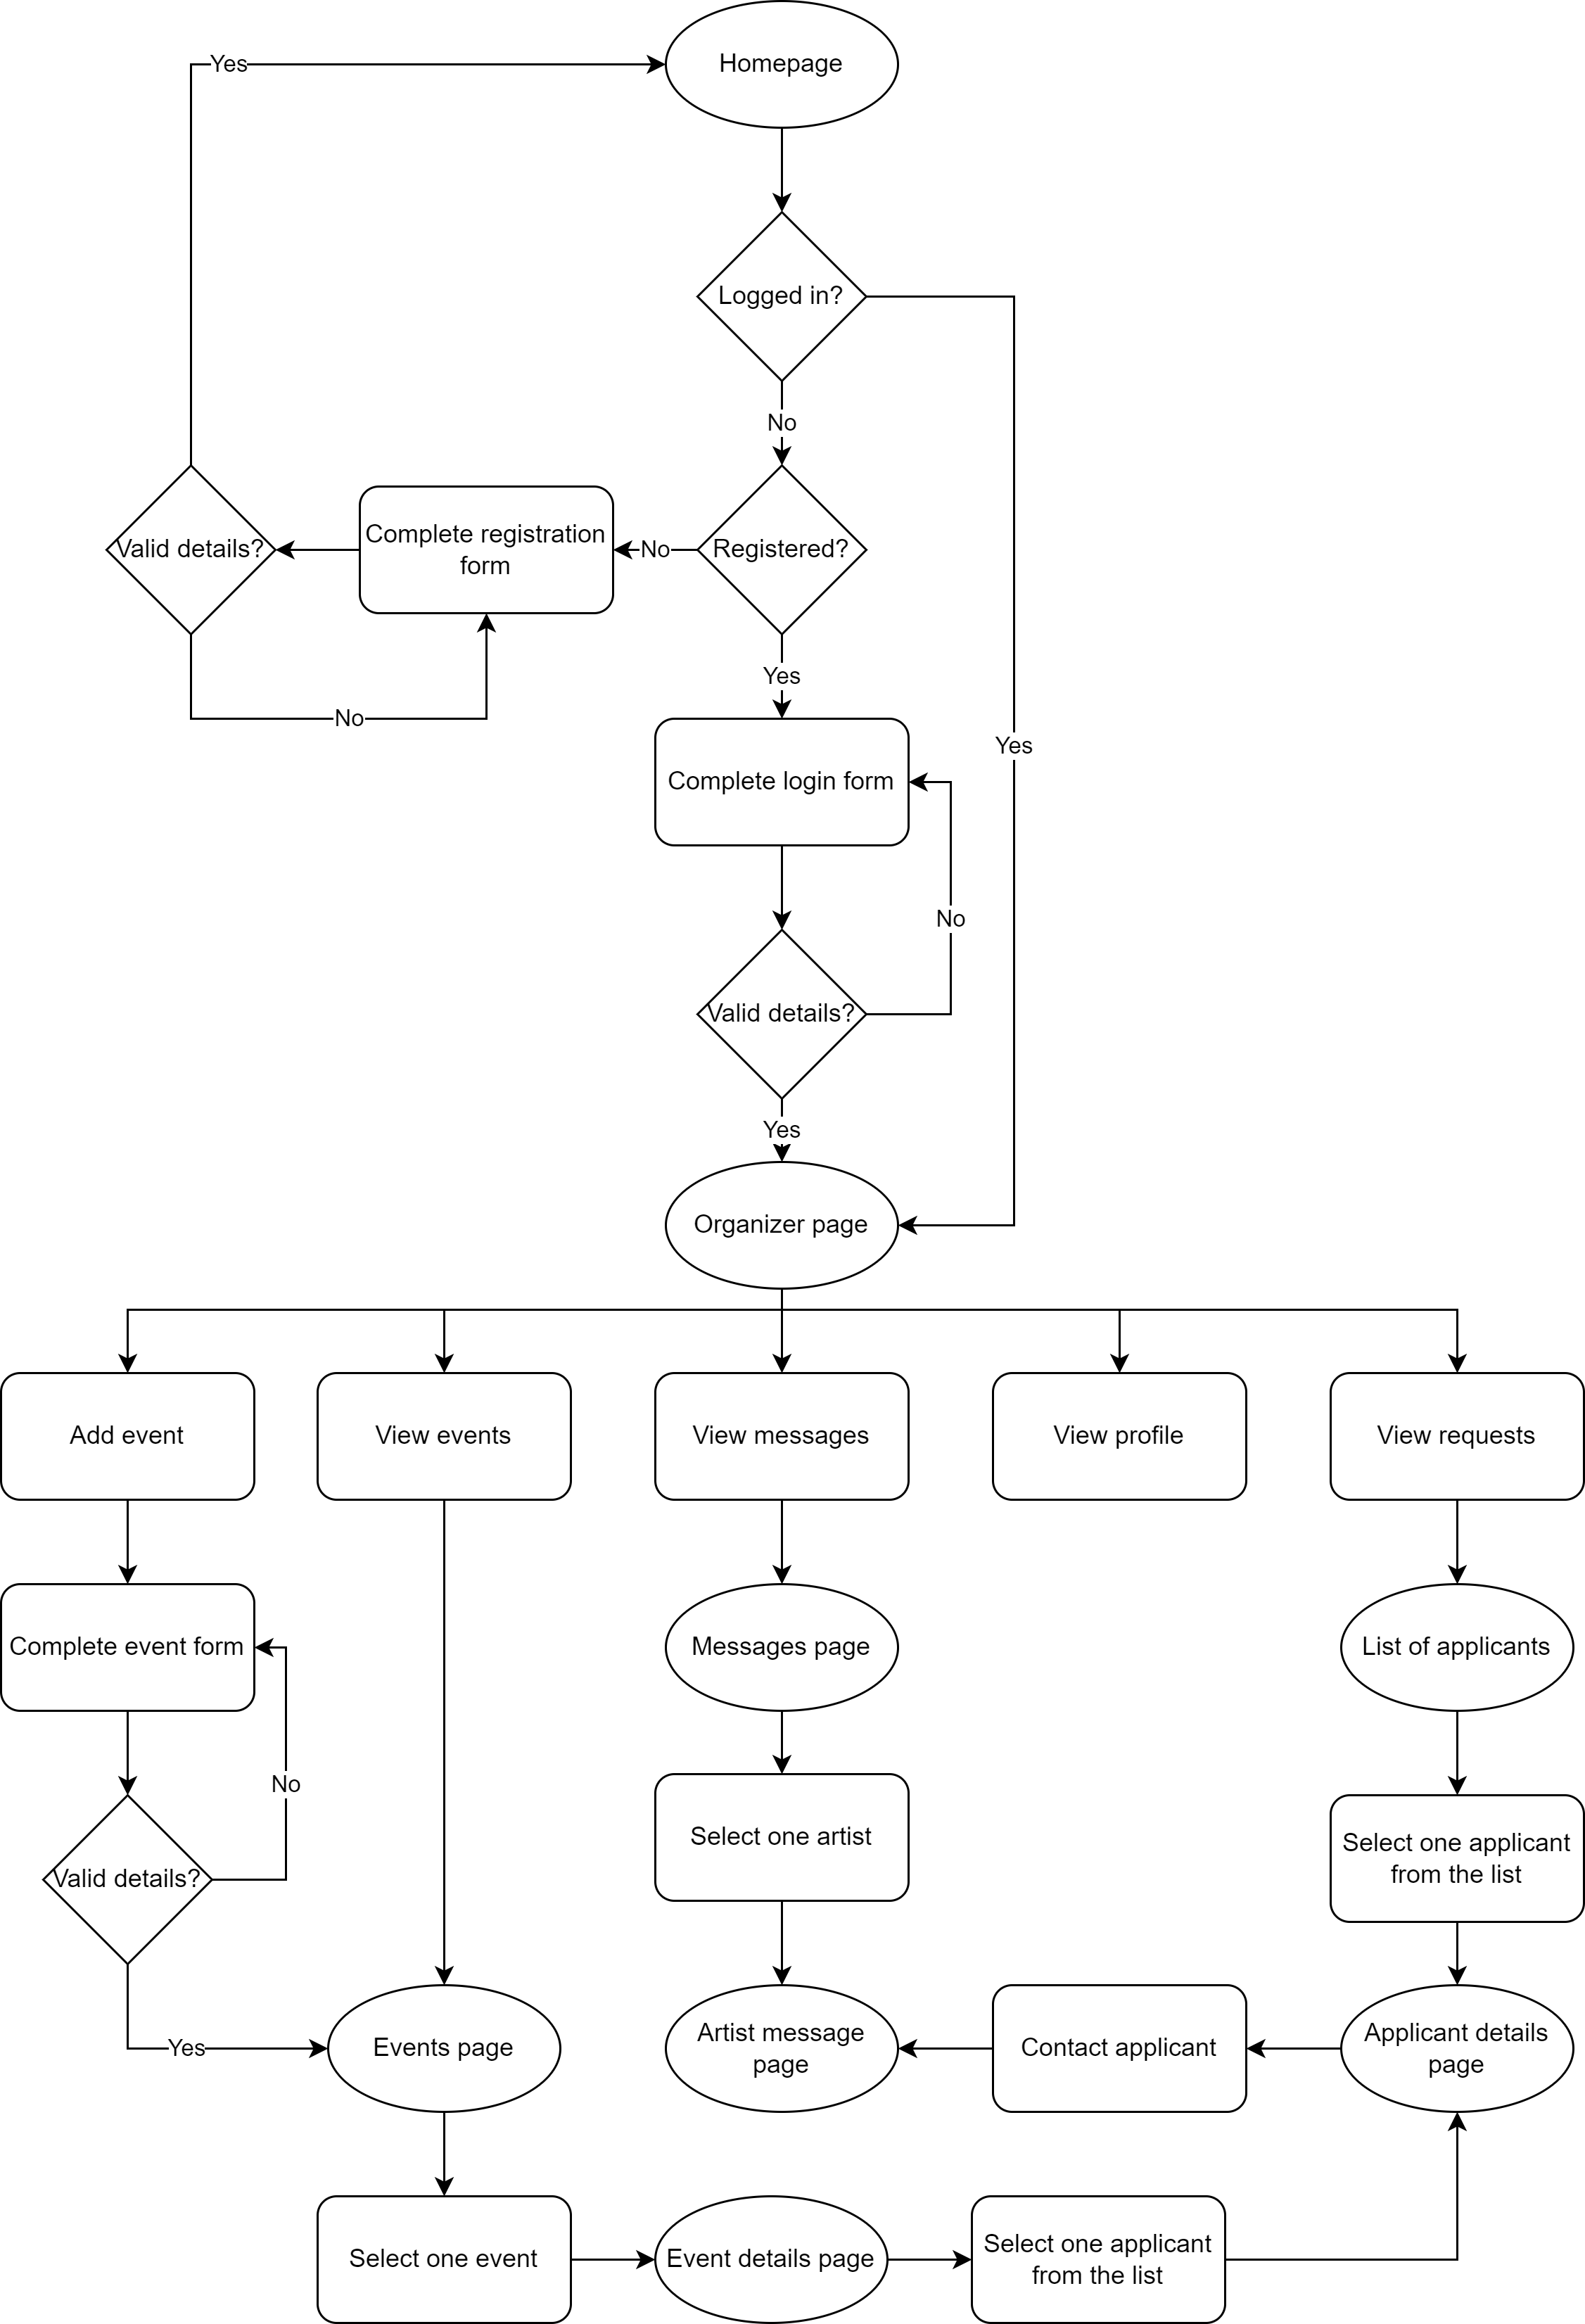 Homepage
Yes
Logged in?
No
Valid details?
Complete registration
form
No
Registered?
No
Yes
Yes
Complete login form
No
Valid details?
Yes
Organizer page
Add event
View events
View messages
View profile
View requests
Complete event form
Messages page
List of applicants
No
Select one artist
Select one applicant
from the list
Valid details?
Yes
Events page
Artist message
page
Contact applicant
Applicant details
page
Select one event
Event details page
Select one applicant
from the list